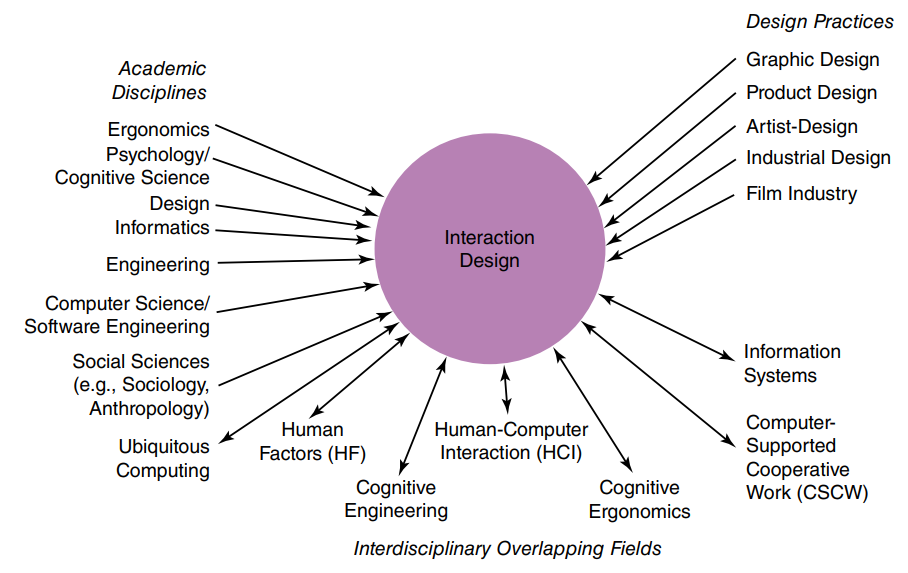 Design Practices
Graphic Design
Product Design
Artist-Design
Industrial Design
Film Industry
Academic
Disciplines
Ergonomics
Psychology/
Cognitive Science
Design
Informatics
Engineering
Computer Science/
Software Engineering
Social Sciences
(e.g., Sociology,
Anthropology)
Interaction
Design
Ubiquitous
Computing
Human
Factors (HF)
Cognitive
Engineering
Human-Computer
Interaction (HCI)
Cognitive
Ergonomics
Information
Systems
Computer-
Supported
Cooperative
Work (CSCW)
Interdisciplinary Overlapping Fields